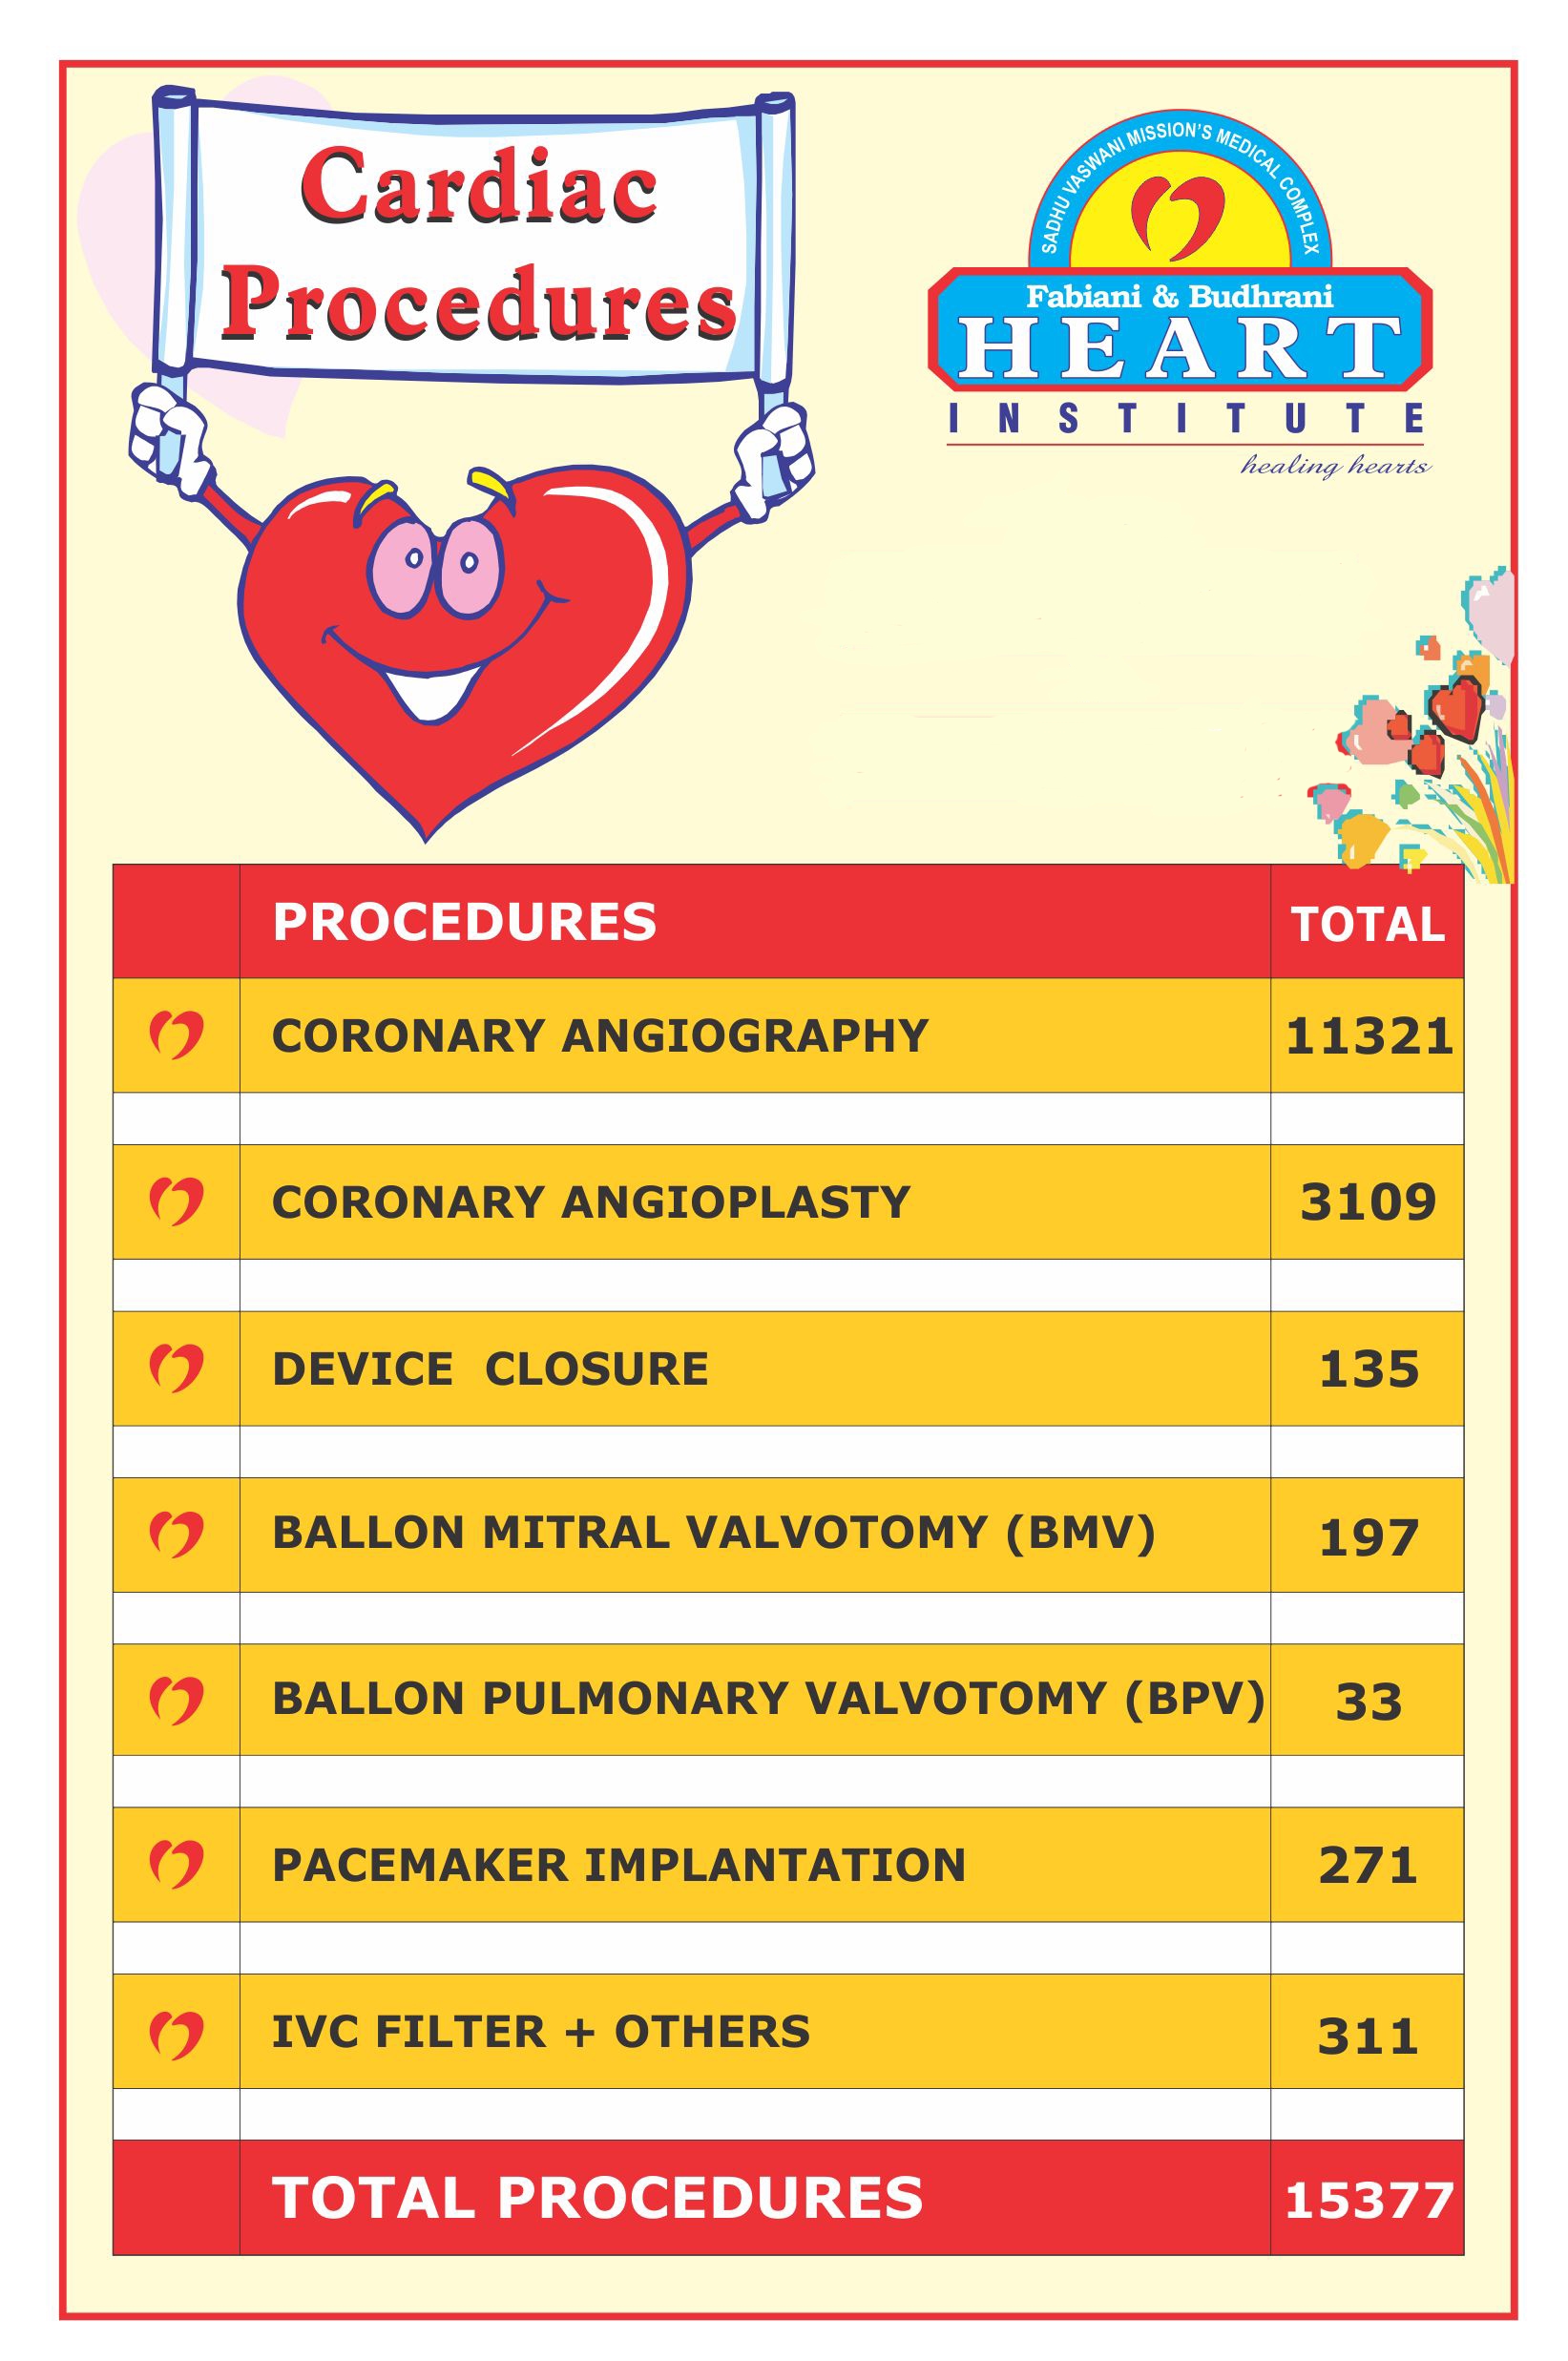 Cardiac
Procedures
SADHU VASWANI MISSION'S MEDICAL COMPLEX
Fabiani & Budhrani
HEART
INSTITUTE
healing hearts
PROCEDURES TOTAL
CORONARY ANGIOGRAPHY 11321
CORONARY ANGIOPLASTY 3109
DEVICE CLOSURE 135
BALLON MITRAL VALVOTOMY (BMV) 197
BALLON PULMONARY VALVOTOMY (BPV) 33
PACEMAKER IMPLANTATION 271
IVC FILTER + OTHERS 311
TOTAL PROCEDURES 15377